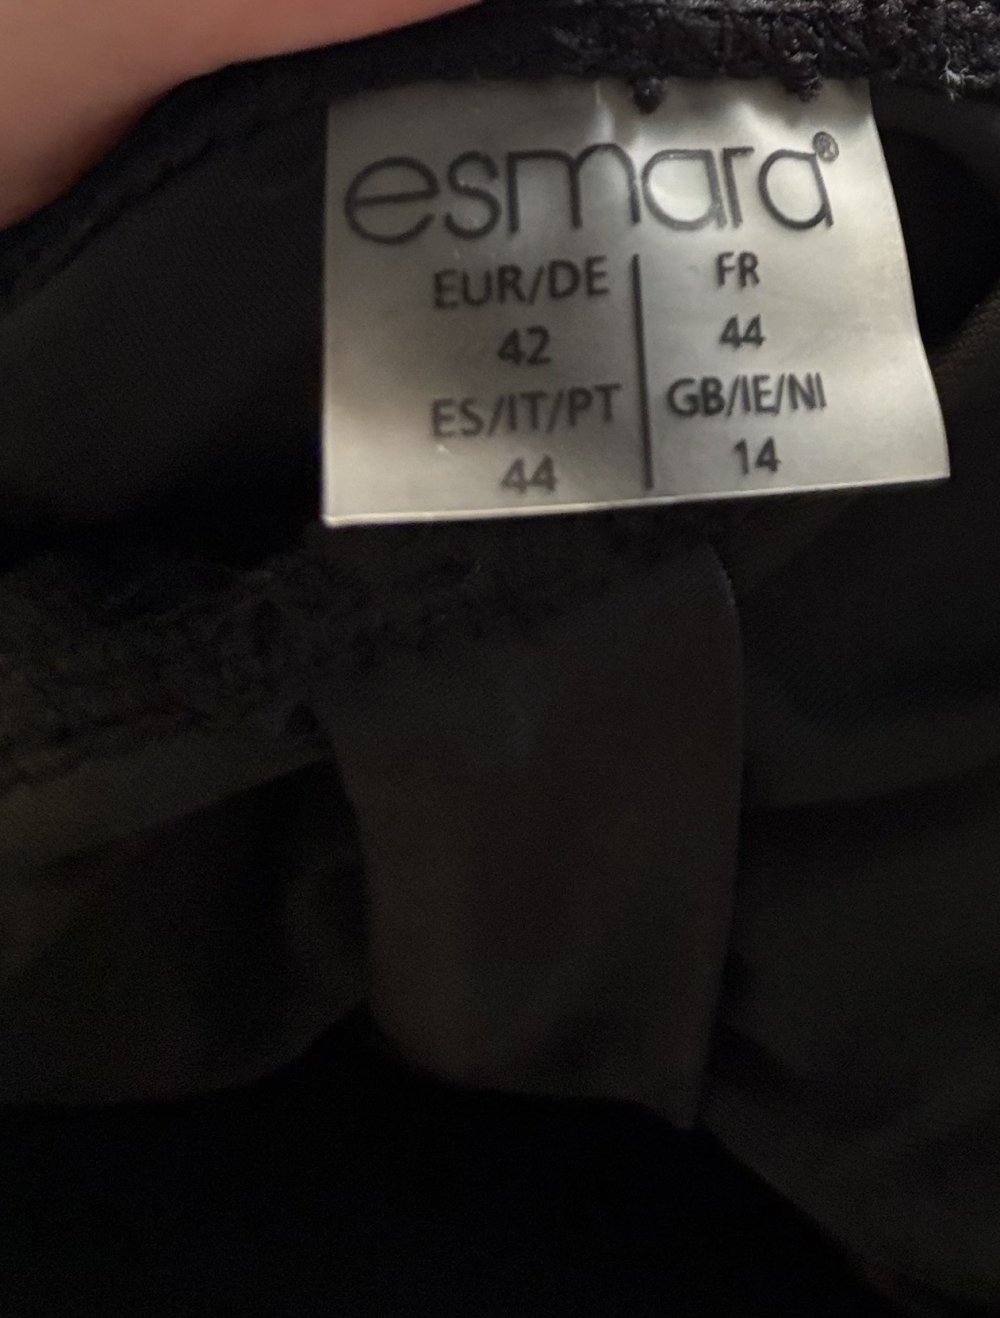 esmara®
EUR/DE
42
ES/IT/PT
44
FR
44
GB/IE/NI
14